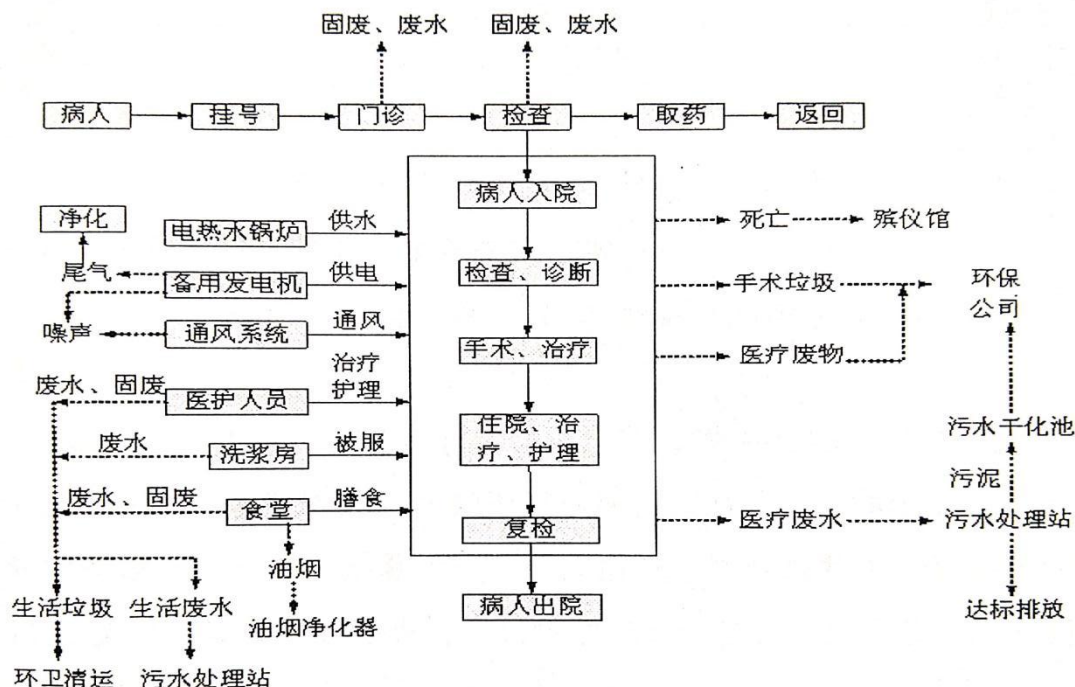 固废、废水
固废、废水
病人
挂号
门诊
检查
取药
返回
病人入院
净化
电热水锅炉
供水
死亡
殡仪馆
尾气
备用发电机
供电
检查、诊断
手术垃圾
环保
公司
噪声
通风系统
通风
手术、治疗
医疗废物
治疗
护理
废水、固废
医护人员
住院、治
疗、护理
污水干化池
废水
洗浆房
被服
污泥
废水、固废
食堂
膳食
复检
医疗废水
污水处理站
油烟
生活垃圾
生活废水
病人出院
达标排放
油烟净化器
环卫清运
污水处理站